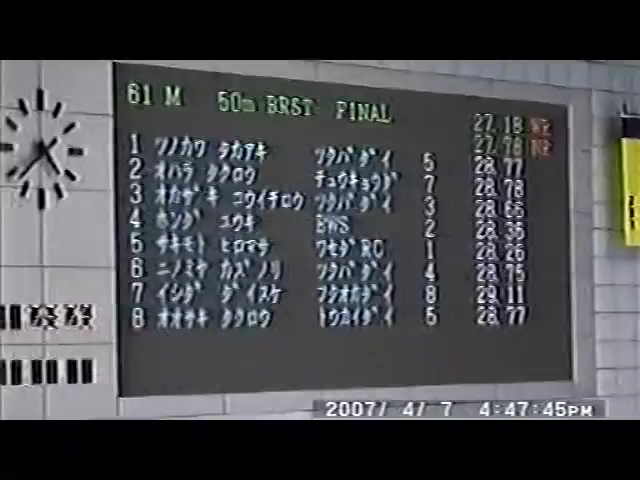 61 M 50m BRST FINAL
27.18 WR
27.78 NR
1 ツノカワ タカアキ ツクバダイ 5 28.77
2 オハラ タクロウ チュウキョウダ 7 28.78
3 オカザキ コウイチロウ ツクバダイ 3 28.66
4 ホンダ ユウキ BWS 2 28.35
5 サキモト ヒロマサ ワセダRC 1 28.26
6 ニノミヤ カズノリ ツクバダイ 4 28.75
7 イシダ ダイスケ フクオカダイ 8 29.11
8 オオサキ タクロウ トウカイダイ 6 28.77
2007/ 4/ 7 4:47:45PM